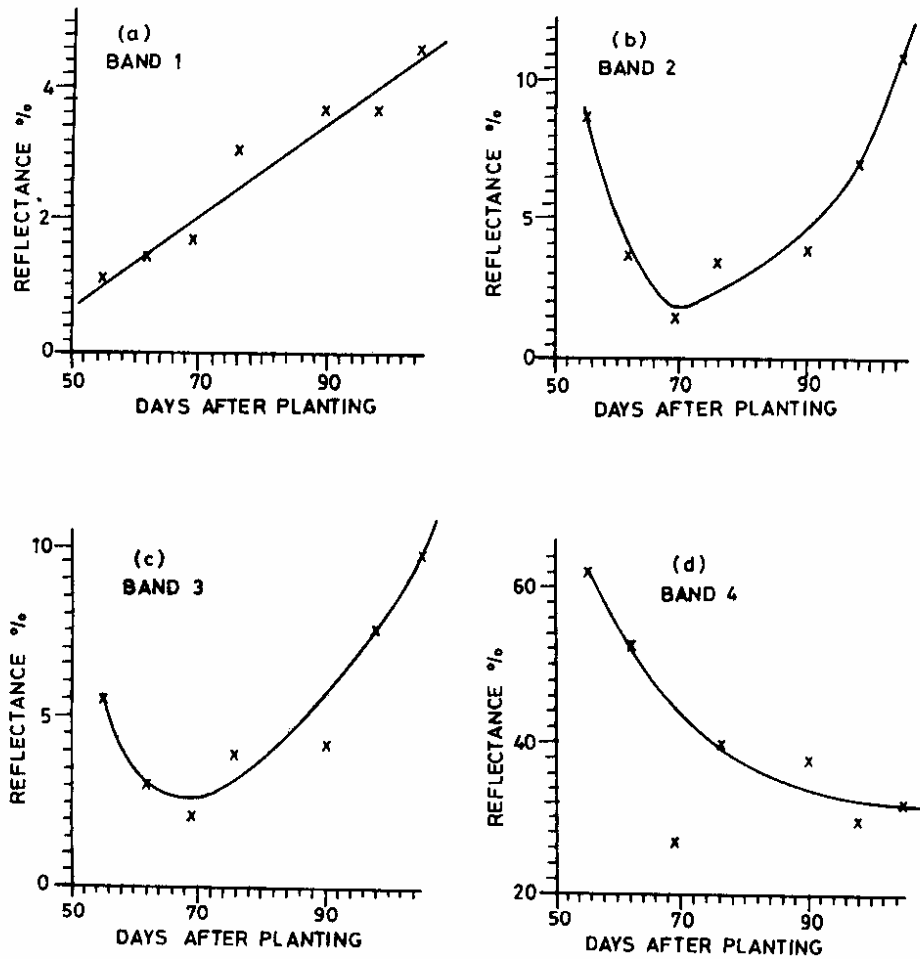 (a)
BAND 1
REFLECTANCE %
4
2
0
50 70 90
DAYS AFTER PLANTING
(b)
BAND 2
REFLECTANCE %
10
5
0
50 70 90
DAYS AFTER PLANTING
(c)
BAND 3
REFLECTANCE %
10
5
0
50 70 90
DAYS AFTER PLANTING
(d)
BAND 4
REFLECTANCE %
60
40
20
50 70 90
DAYS AFTER PLANTING